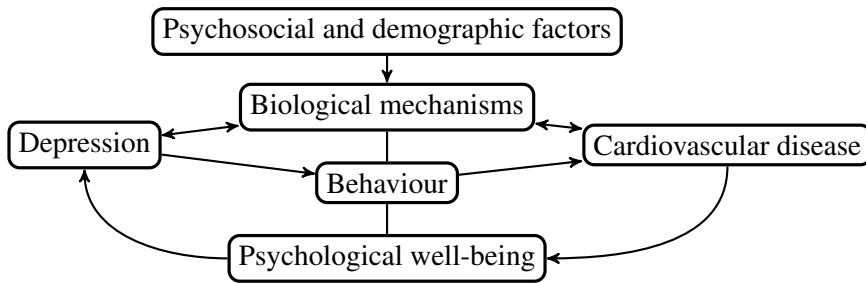 Psychosocial and demographic factors
Biological mechanisms
Depression
Cardiovascular disease
Behaviour
Psychological well-being